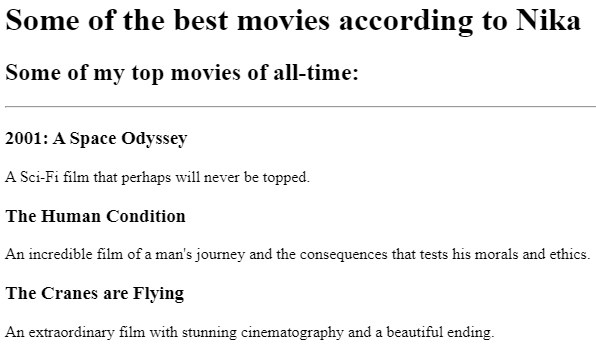 Some of the best movies according to Nika
Some of my top movies of all-time:
2001: A Space Odyssey
A Sci-Fi film that perhaps will never be topped.
The Human Condition
An incredible film of a man's journey and the consequences that tests his morals and ethics.
The Cranes are Flying
An extraordinary film with stunning cinematography and a beautiful ending.